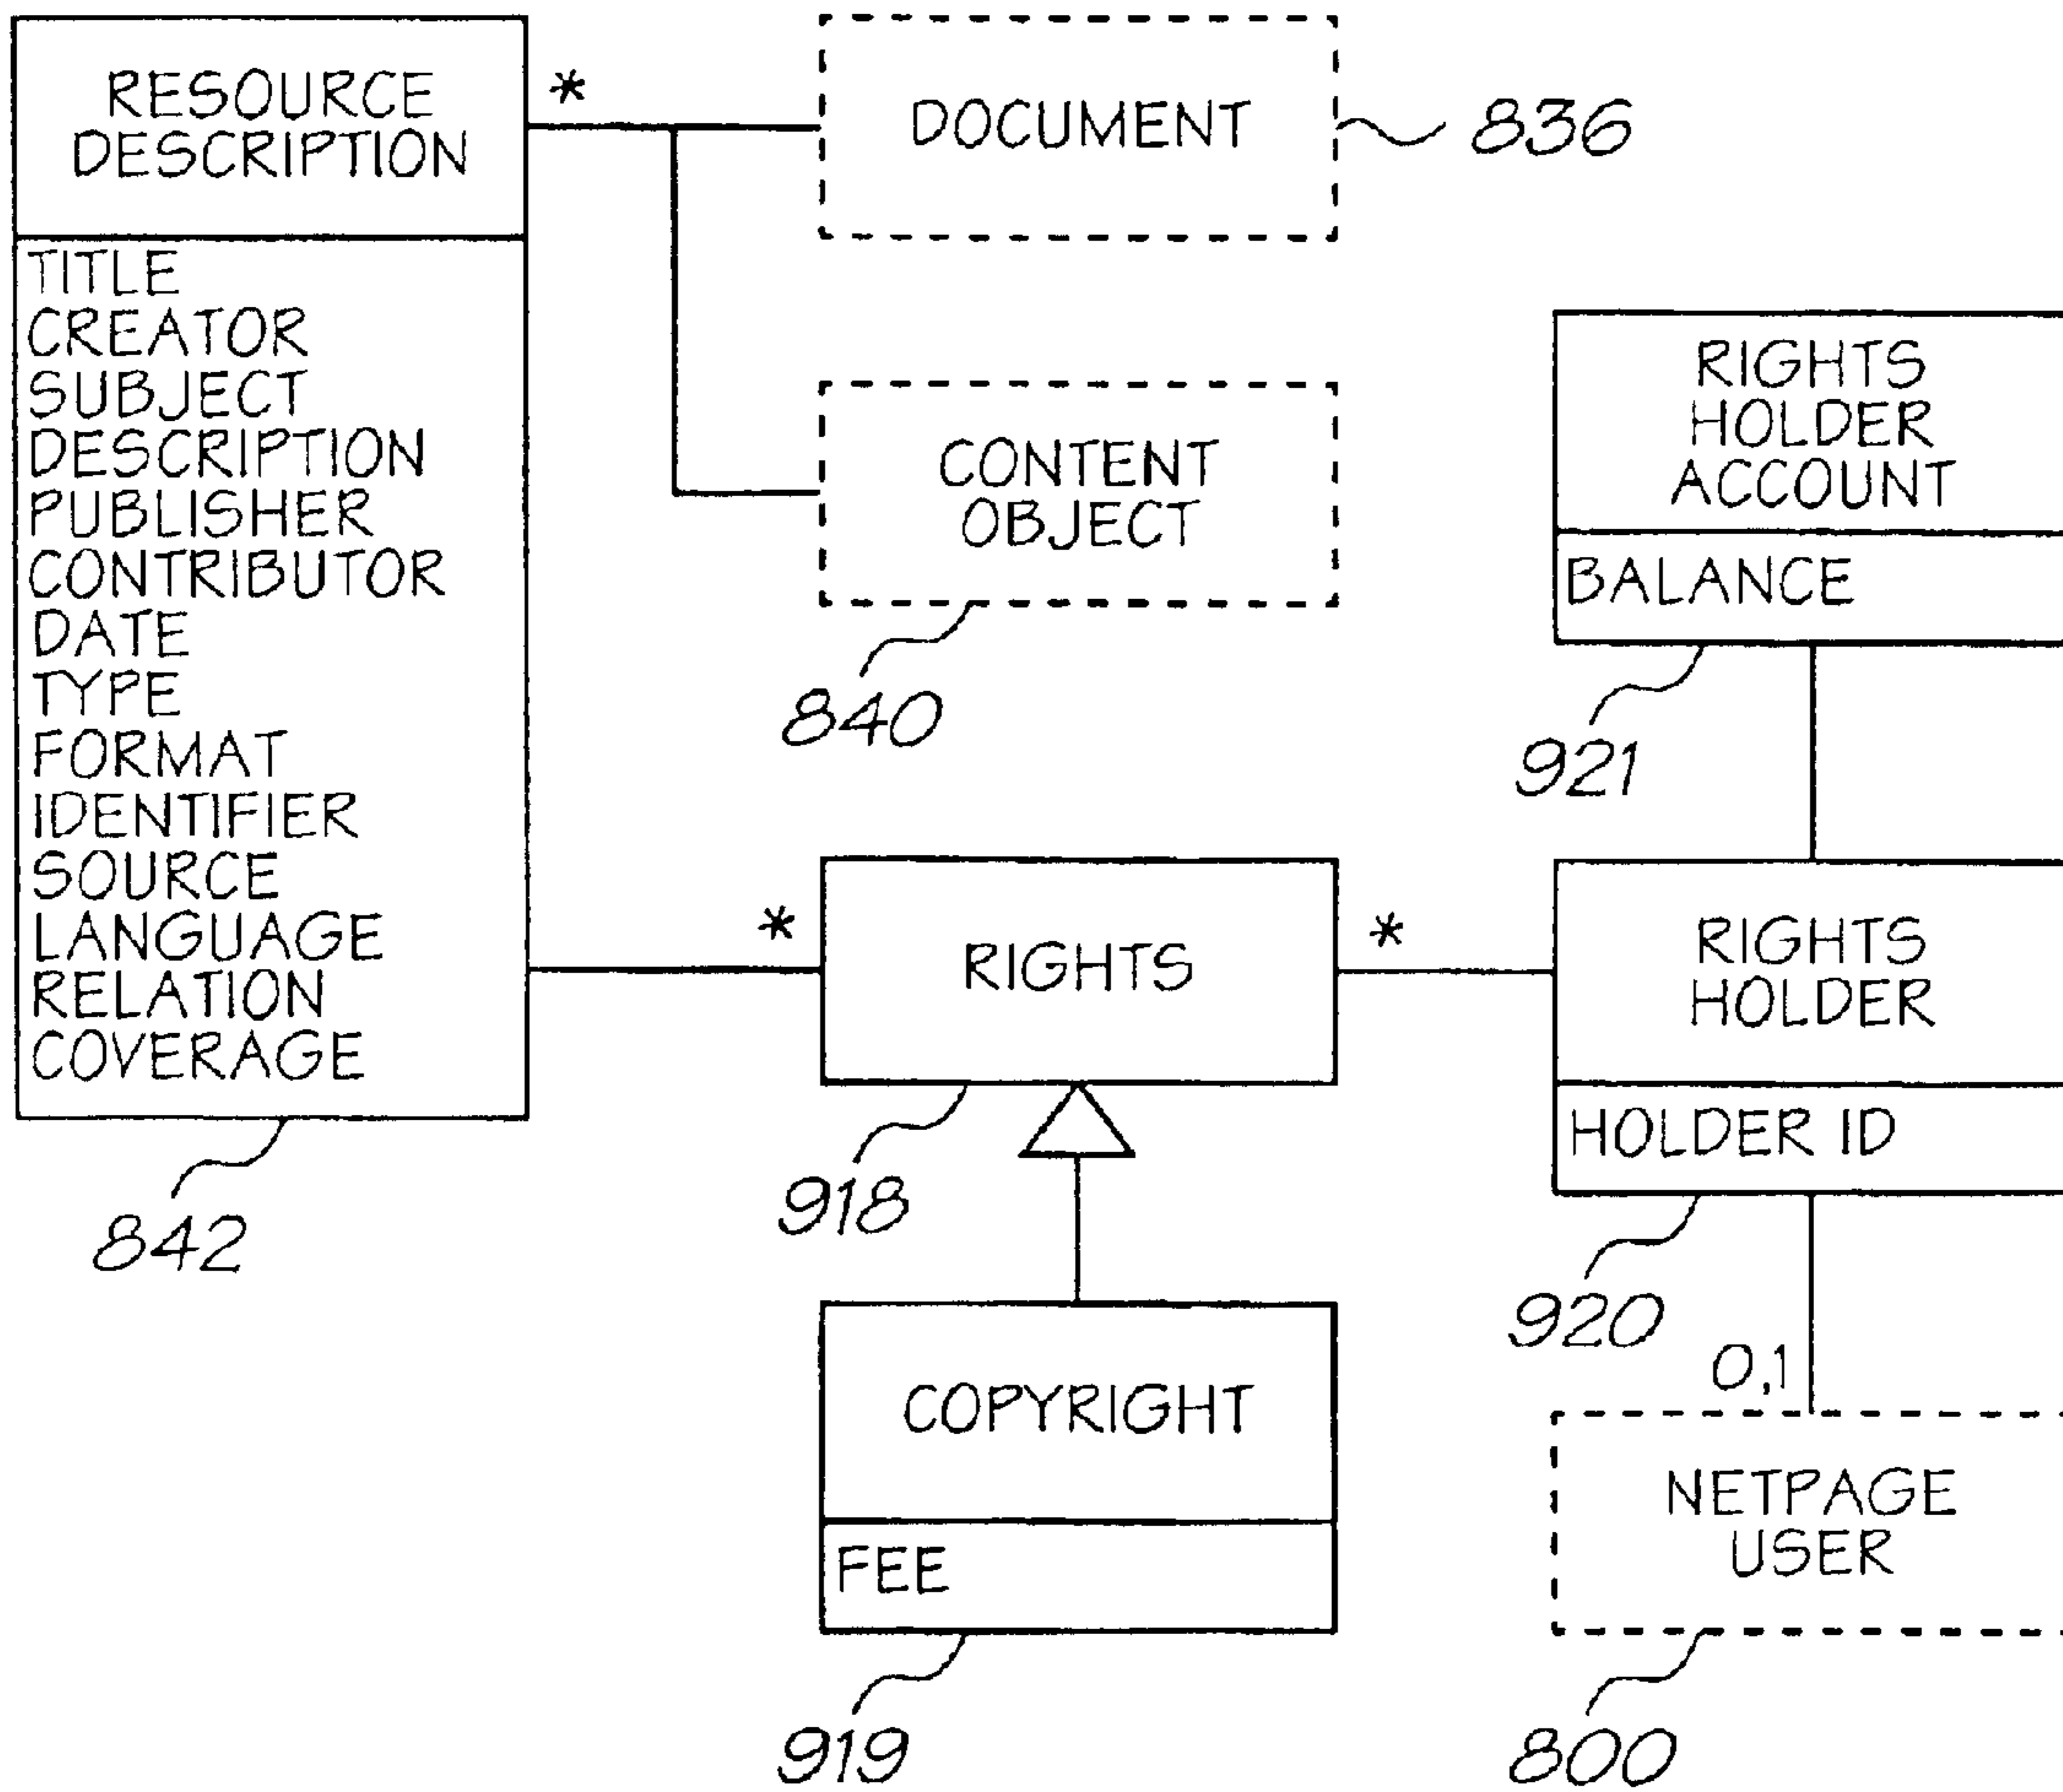 RESOURCE
DESCRIPTION
TITLE
CREATOR
SUBJECT
DESCRIPTION
PUBLISHER
CONTRIBUTOR
DATE
TYPE
FORMAT
IDENTIFIER
SOURCE
LANGUAGE
RELATION
COVERAGE
842
*
DOCUMENT
836
CONTENT
OBJECT
840
*
RIGHTS
918
*
COPYRIGHT
FEE
919
RIGHTS
HOLDER
ACCOUNT
BALANCE
921
RIGHTS
HOLDER
HOLDER ID
920
0,1
NETPAGE
USER
800